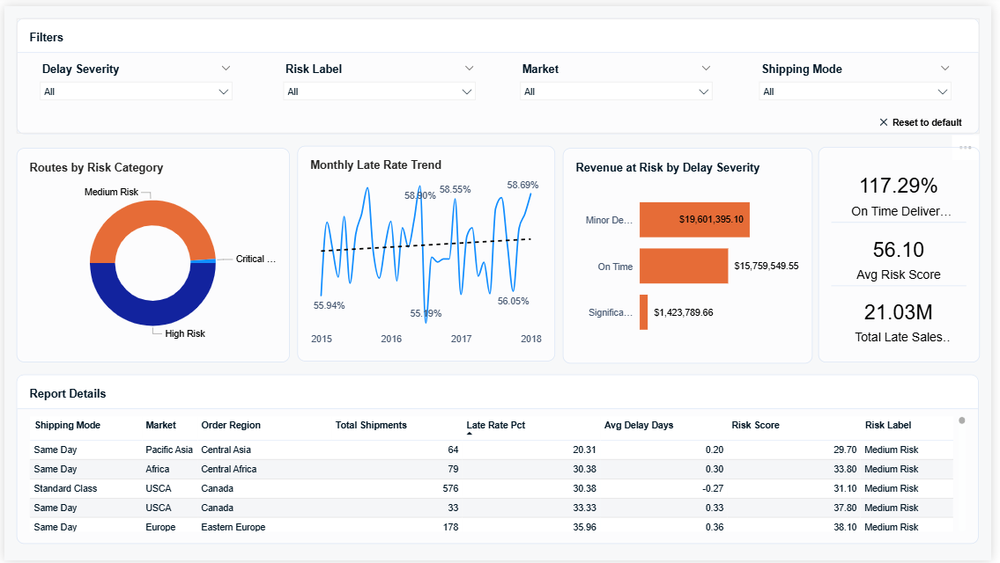 Filters
Delay Severity
All
Risk Label
All
Market
All
Shipping Mode
All
Reset to default
Routes by Risk Category
Medium Risk
Critical ...
High Risk
Monthly Late Rate Trend
58.90%
58.55%
58.69%
55.94%
55.19%
56.05%
2015 2016 2017 2018
Revenue at Risk by Delay Severity
Minor De... $19,601,395.10
On Time $15,759,549.55
Significa... $1,423,789.66
117.29%
On Time Deliver...
56.10
Avg Risk Score
21.03M
Total Late Sales..
Report Details
Shipping Mode Market Order Region Total Shipments Late Rate Pct Avg Delay Days Risk Score Risk Label
Same Day Pacific Asia Central Asia 64 20.31 0.20 29.70 Medium Risk
Same Day Africa Central Africa 79 30.38 0.30 33.80 Medium Risk
Standard Class USCA Canada 576 30.38 -0.27 31.10 Medium Risk
Same Day USCA Canada 33 33.33 0.33 37.80 Medium Risk
Same Day Europe Eastern Europe 178 35.96 0.36 38.10 Medium Risk